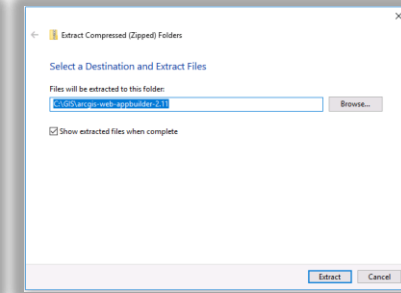 Extract Compressed (Zipped) Folders
Select a Destination and Extract Files
Files will be extracted to this folder:
C:\GIS\arcgis-web-appbuilder-2.11
Browse...
Show extracted files when complete
Extract
Cancel